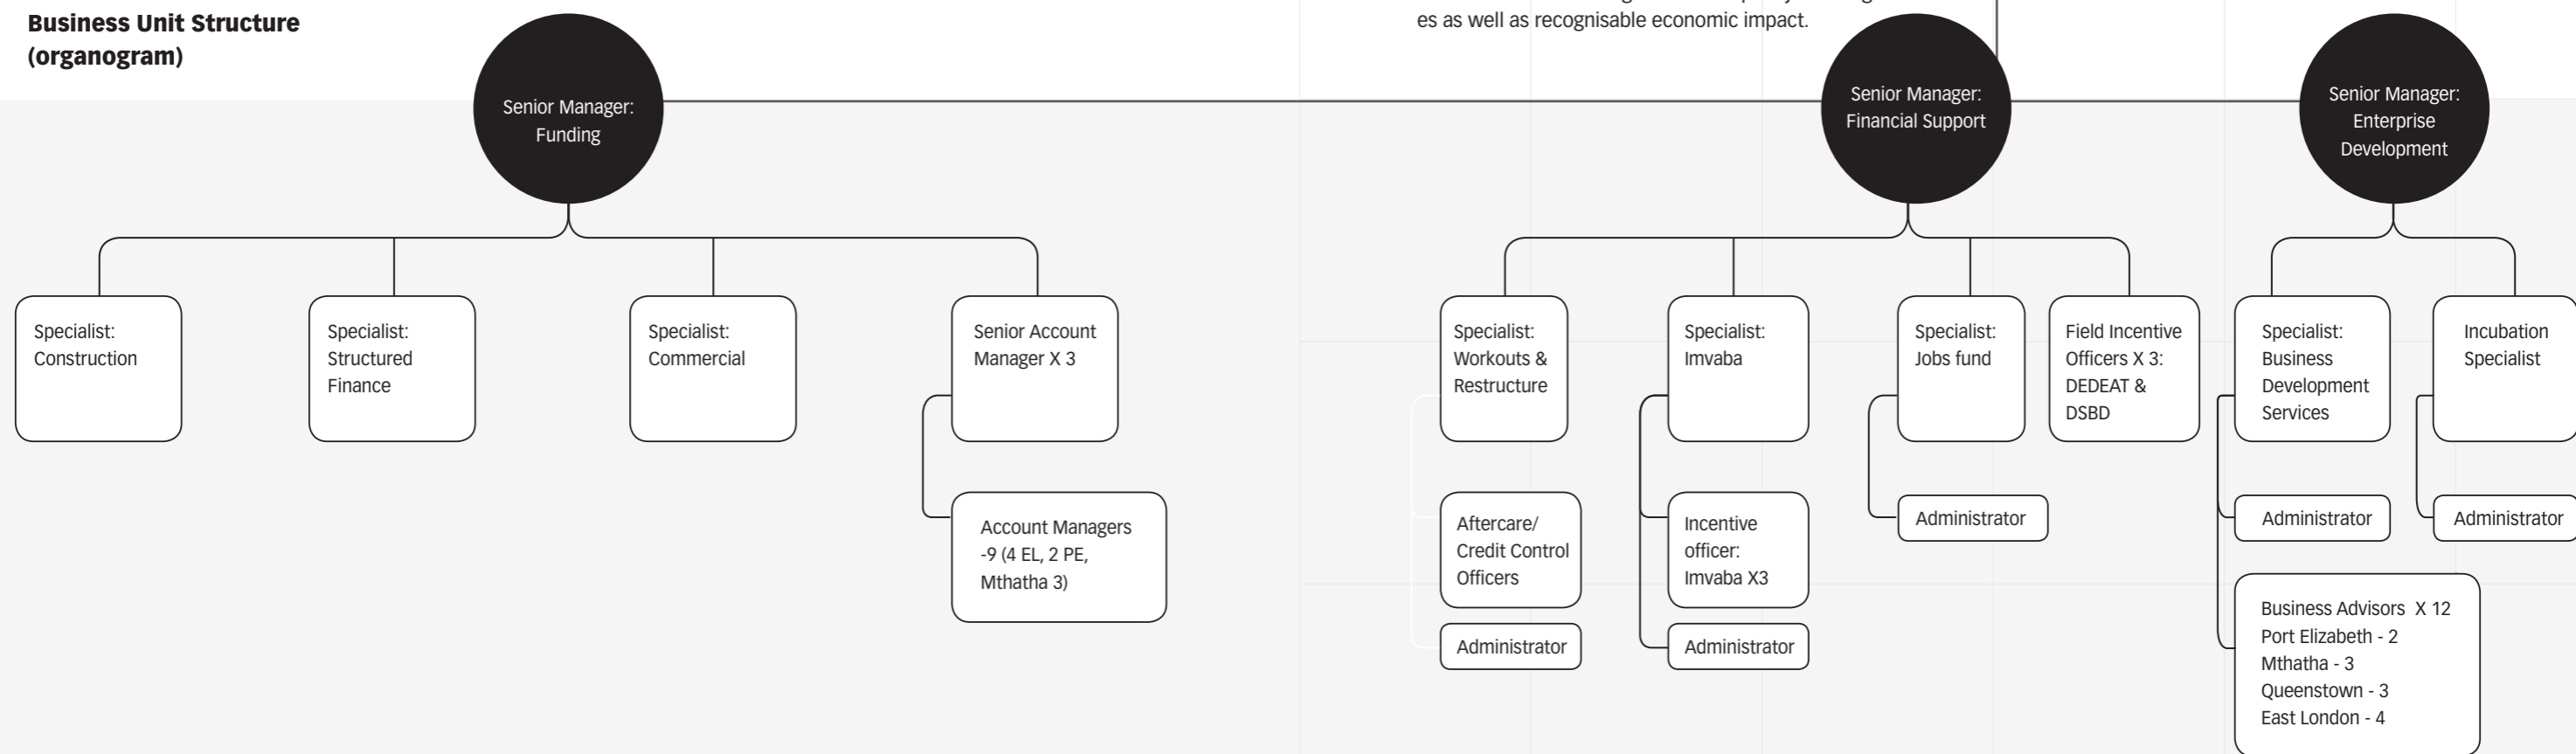 Business Unit Structure
(organogram)
es as well as recognisable economic impact.
Senior Manager:
Funding
Senior Manager:
Financial Support
Senior Manager:
Enterprise
Development
Specialist:
Construction
Specialist:
Structured
Finance
Specialist:
Commercial
Senior Account
Manager X 3
Account Managers
-9 (4 EL, 2 PE,
Mthatha 3)
Specialist:
Workouts &
Restructure
Aftercare/
Credit Control
Officers
Administrator
Specialist:
Imvaba
Incentive
officer:
Imvaba X3
Administrator
Specialist:
Jobs fund
Administrator
Field Incentive
Officers X 3:
DEDEAT &
DSBD
Specialist:
Business
Development
Services
Administrator
Business Advisors  X 12
Port Elizabeth - 2
Mthatha - 3
Queenstown - 3
East London - 4
Incubation
Specialist
Administrator